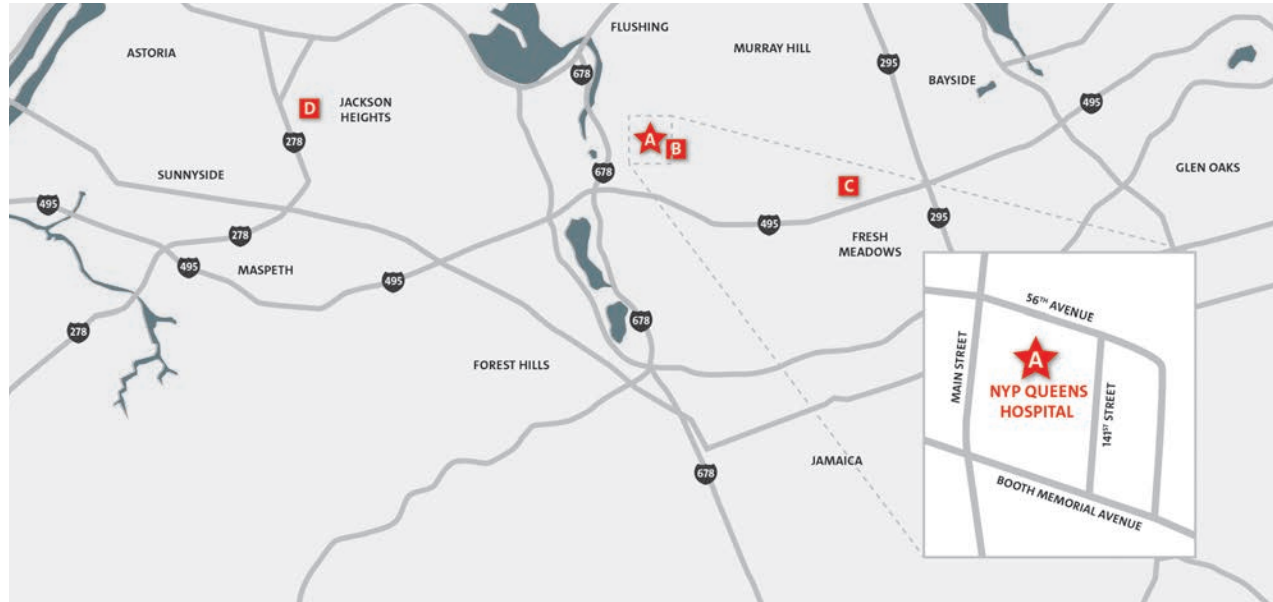 FLUSHING
ASTORIA
MURRAY HILL
295
678
BAYSIDE
495
D
JACKSON
HEIGHTS
278
A
B
GLEN OAKS
SUNNYSIDE
678
C
495
278
495
295
FRESH
MEADOWS
495
MASPETH
495
278
678
FOREST HILLS
678
JAMAICA
56TH AVENUE
MAIN STREET
A
NYP QUEENS
HOSPITAL
141ST STREET
BOOTH MEMORIAL AVENUE